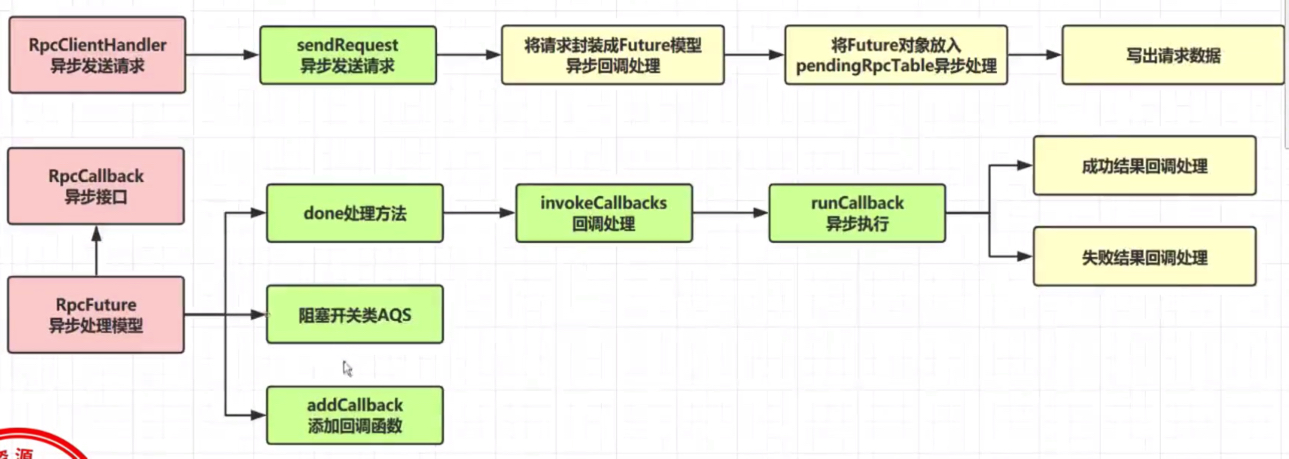 RpcClientHandler
异步发送请求
sendRequest
异步发送请求
将请求封装成Future模型
异步回调处理
将Future对象放入
pendingRpcTable异步处理
写出请求数据
RpcCallback
异步接口
RpcFuture
异步处理模型
done处理方法
invokeCallbacks
回调处理
runCallback
异步执行
成功结果回调处理
失败结果回调处理
阻塞开关类AQS
addCallback
添加回调函数
源